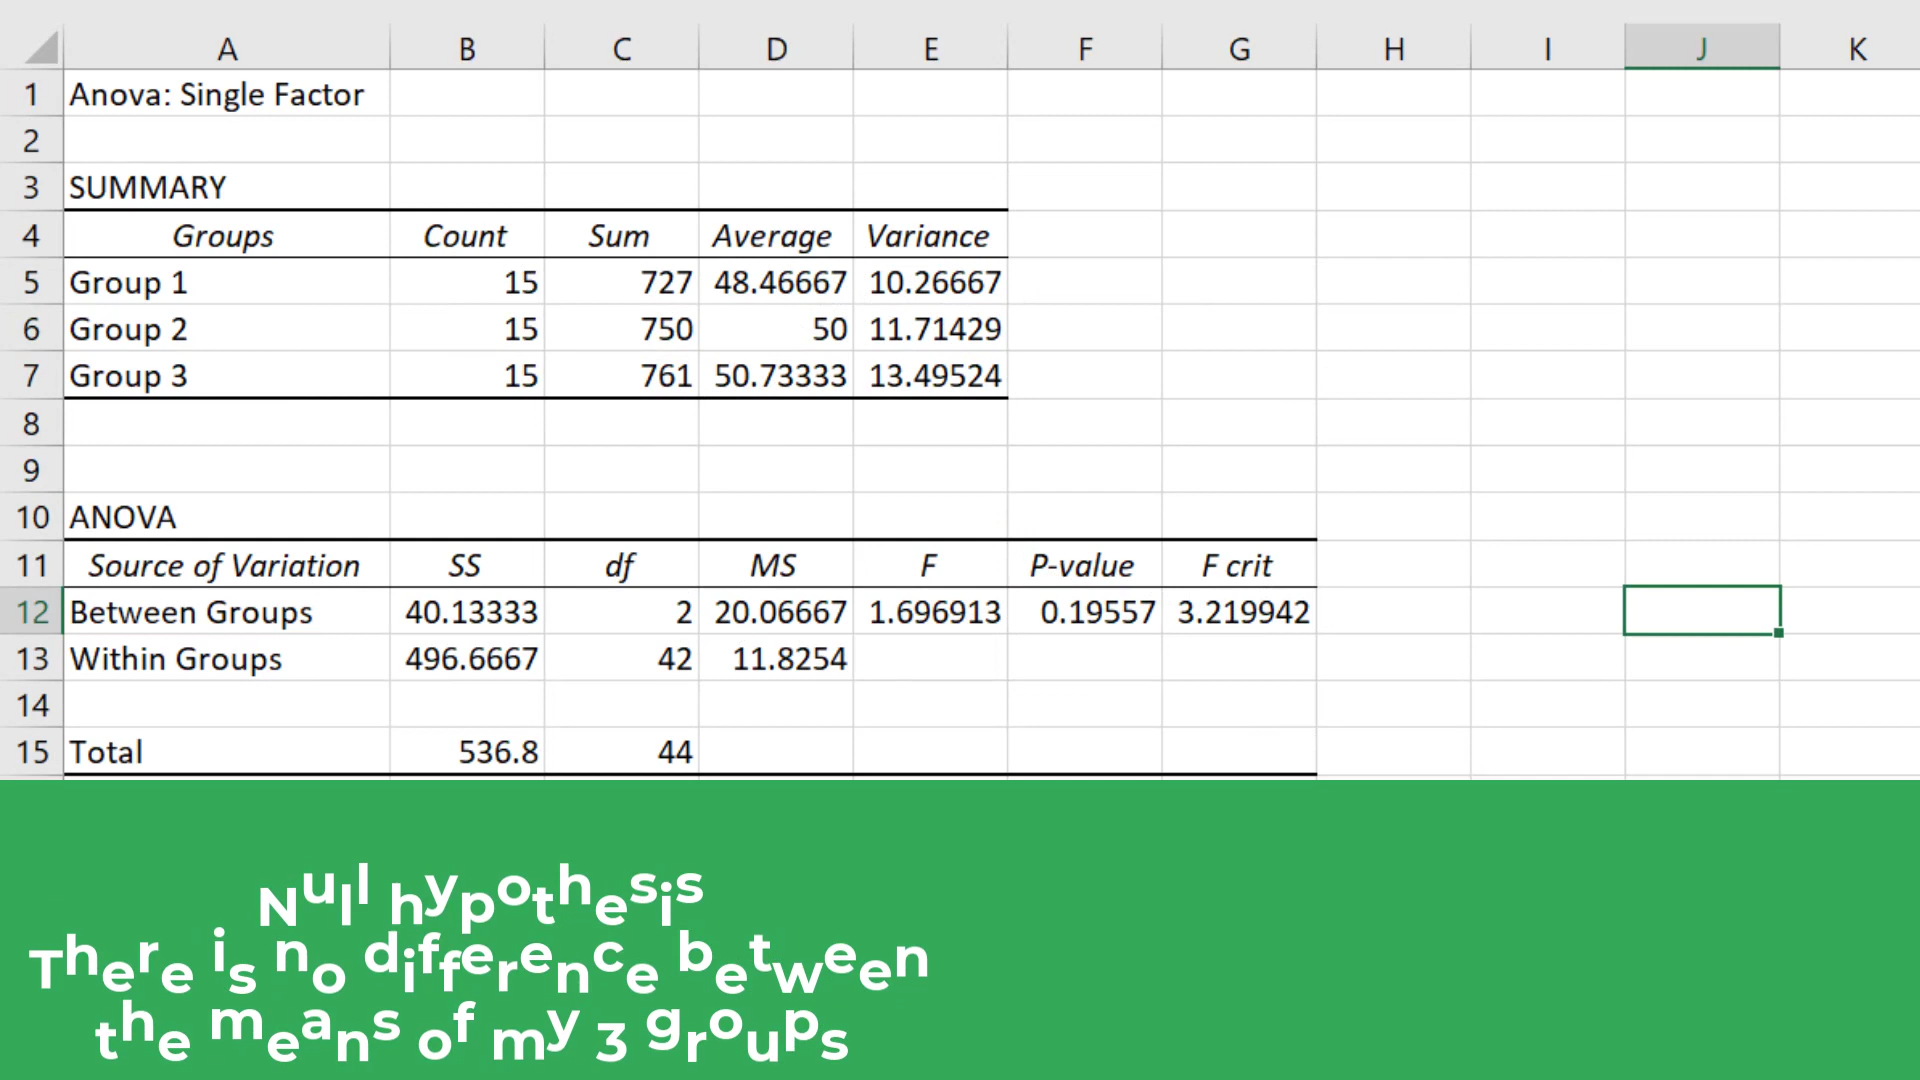 A B C D E F G H I J K
1 Anova: Single Factor
2
3 SUMMARY
4 Groups Count Sum Average Variance
5 Group 1 15 727 48.46667 10.26667
6 Group 2 15 750 50 11.71429
7 Group 3 15 761 50.73333 13.49524
8
9
10 ANOVA
11 Source of Variation SS df MS F P-value F crit
12 Between Groups 40.13333 2 20.06667 1.696913 0.19557 3.219942
13 Within Groups 496.6667 42 11.8254
14
15 Total 536.8 44
Null hypothesis
There is no difference between
the means of my 3 groups